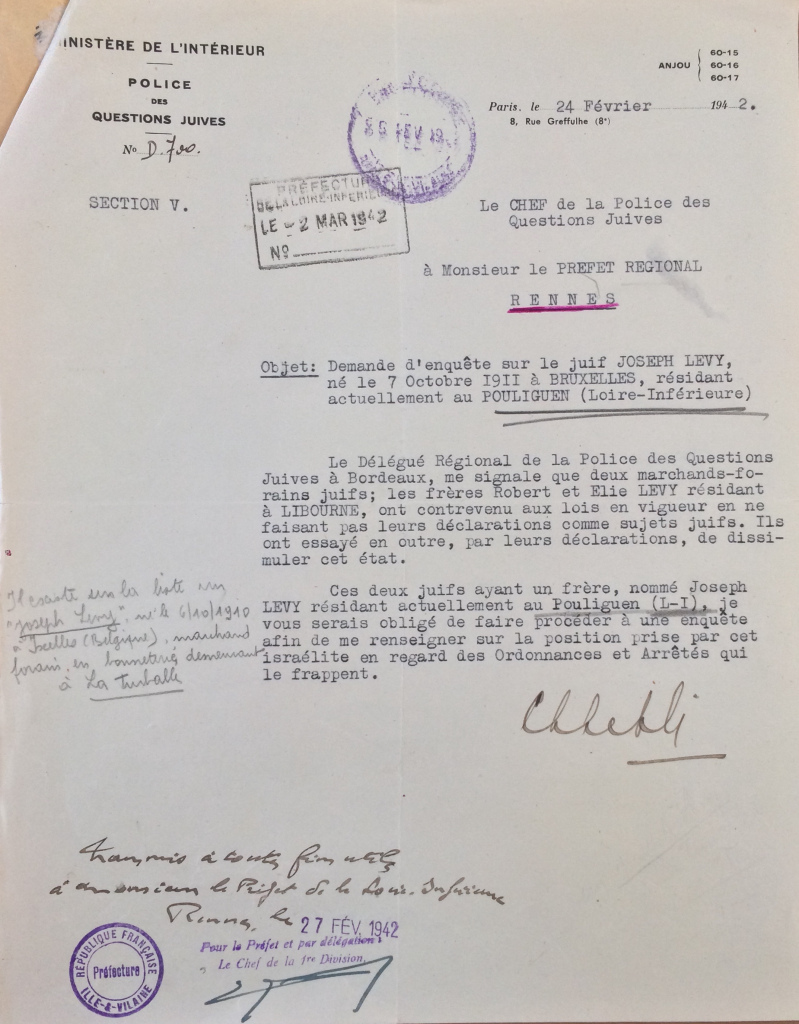 MINISTÈRE DE L'INTÉRIEUR
POLICE
DES
QUESTIONS JUIVES
No D.700.
SECTION V.
ANJOU
60-15
60-16
60-17
Paris, le 24 Février 1942.
8, Rue Greffulhe (8e)
FEV
ILLE-&-VILAINE
PRÉFECTURE
DE LA LOIRE-INFÉRIEURE
LE - 2 MAR 1942
No
Le CHEF de la Police des
Questions Juives
à Monsieur le PREFET REGIONAL
RENNES
Objet: Demande d'enquête sur le juif JOSEPH LEVY,
né le 7 Octobre I9II à BRUXELLES, résidant
actuellement au POULIGUEN (Loire-Inférieure)
Le Délégué Régional de la Police des Questions
Juives à Bordeaux, me signale que deux marchands-fo-
rains juifs; les frères Robert et Elie LEVY résidant
à LIBOURNE, ont contrevenu aux lois en vigueur en ne
faisant pas leurs déclarations comme sujets juifs. Ils
ont essayé en outre, par leurs déclarations, de dissi-
muler cet état.
Ces deux juifs ayant un frère, nommé Joseph
LEVY résidant actuellement au Pouliguen (L-I), je
vous serais obligé de faire procéder à une enquête
afin de me renseigner sur la position prise par cet
israélite en regard des Ordonnances et Arrêtés qui
le frappent.
Il existe sur la liste un
"Joseph Levy", né le 6/10/1910
à Ixelles (Belgique), marchand
forain en bonneterie demeurant
à La Turballe
Transmis à toutes fins utiles
à Monsieur le Préfet de la Loire-Inférieure
Rennes, le 27 FÉV. 1942
Pour le Préfet et par délégation:
Le Chef de la 1re Division,
RÉPUBLIQUE FRANÇAISE
Préfecture
ILLE-&-VILAINE